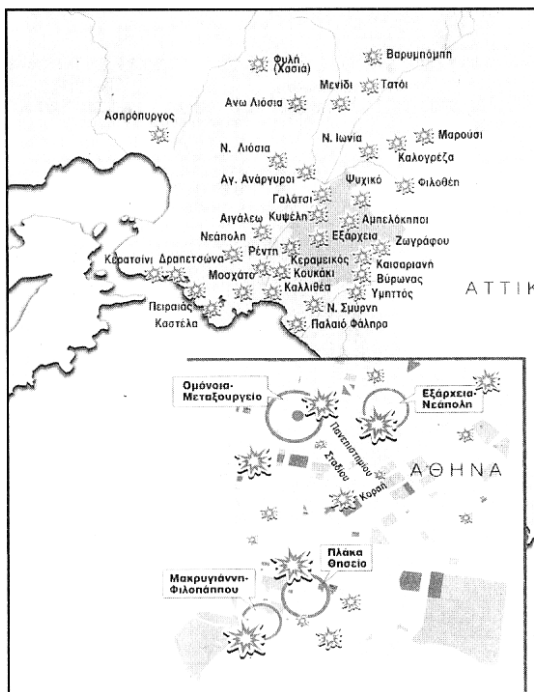 Φυλή
(Χασιά)
Βαρυμπόμπη
Μενίδι
Τατόι
Ανω Λιόσια
Ασπρόπυργος
Ν. Ιωνία
Μαρούσι
Καλογρέζα
Ν. Λιόσια
Αγ. Ανάργυροι
Ψυχικό
Φιλοθέη
Γαλάτσι
Κυψέλη
Αμπελόκηποι
Αιγάλεω
Εξάρχεια
Ζωγράφου
Νεάπολη
Ρέντη
Κεραμεικός
Καισαριανή
Κερατσίνι
Δραπετσώνα
Μοσχάτο
Κουκάκι
Βύρωνας
Καλλιθέα
Υμηττός
ΑΤΤΙΚ
Πειραιάς
Ν. Σμύρνη
Καστέλα
Παλαιό Φάληρο
Ομόνοια-
Μεταξουργείο
Εξάρχεια-
Νεάπολη
Πανεπιστημίου
Σταδίου
Κοραή
ΑΘΗΝΑ
Πλάκα
Θησείο
Μακρυγιάννη-
Φιλοπάππου